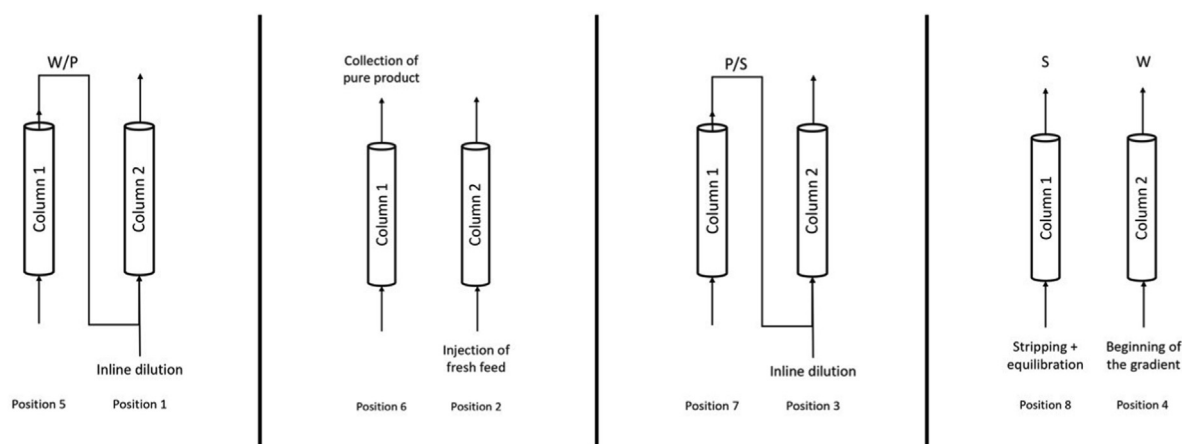 W/P
Column 1
Column 2
Inline dilution
Position 5
Position 1
Collection of
pure product
Column 1
Column 2
Injection of
fresh feed
Position 6
Position 2
P/S
Column 1
Column 2
Inline dilution
Position 7
Position 3
S
W
Column 1
Column 2
Stripping +
equilibration
Beginning of
the gradient
Position 8
Position 4